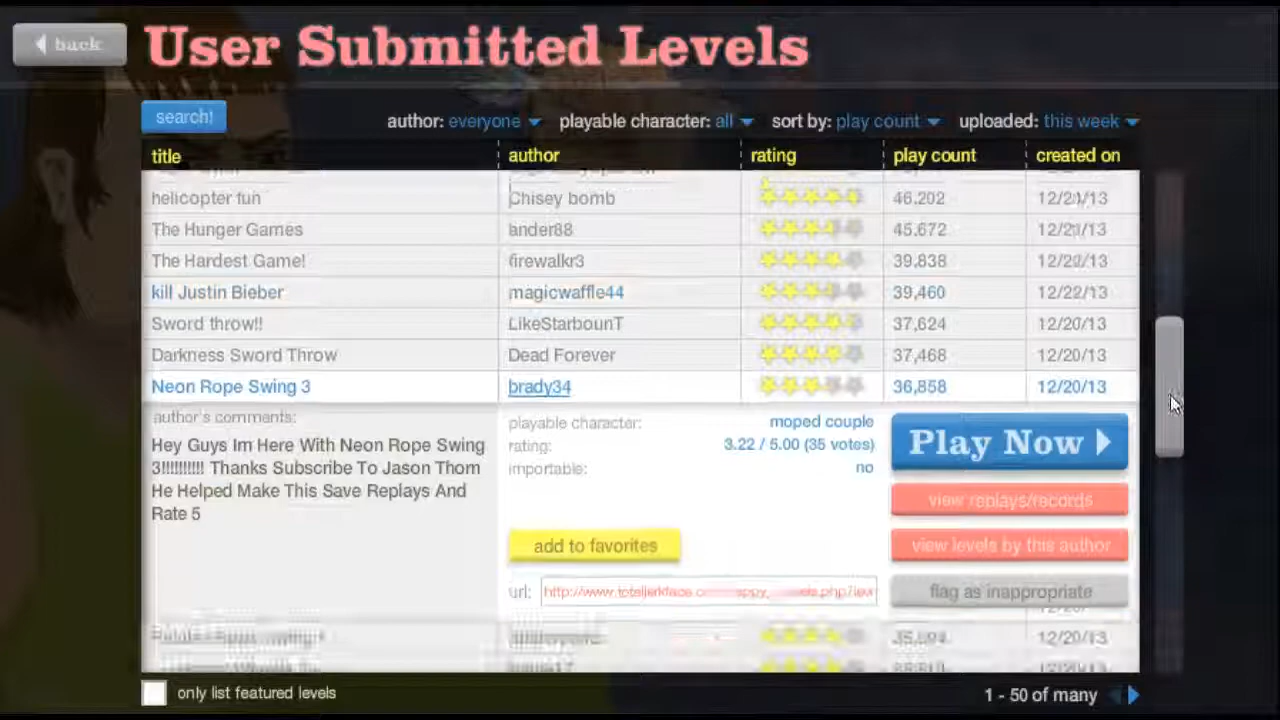 back
User Submitted Levels
search!
author: everyone playable character: all sort by: play count uploaded: this week
title author rating play count created on
helicopter fun Chisey bomb 46,202
The Hunger Games lander88 45,672
The Hardest Game! firewalkr3 39,838
kill Justin Bieber magicwaffle44 39,460 12/22/13
Sword throw!! LikeStarbounT 37,624 12/20/13
Darkness Sword Throw Dead Forever 37,468 12/20/13
Neon Rope Swing 3 brady34 36,858 12/20/13
author's comments:
Hey Guys Im Here With Neon Rope Swing
3!!!!!!!!!! Thanks Subscribe To Jason Thom
He Helped Make This Save Replays And
Rate 5
playable character: moped couple
rating: 3.22 / 5.00 (35 votes)
importable: no
add to favorites
url:
Play Now
view replays/records
view levels by this author
flag as inappropriate
12/20/13
only list featured levels
1 - 50 of many